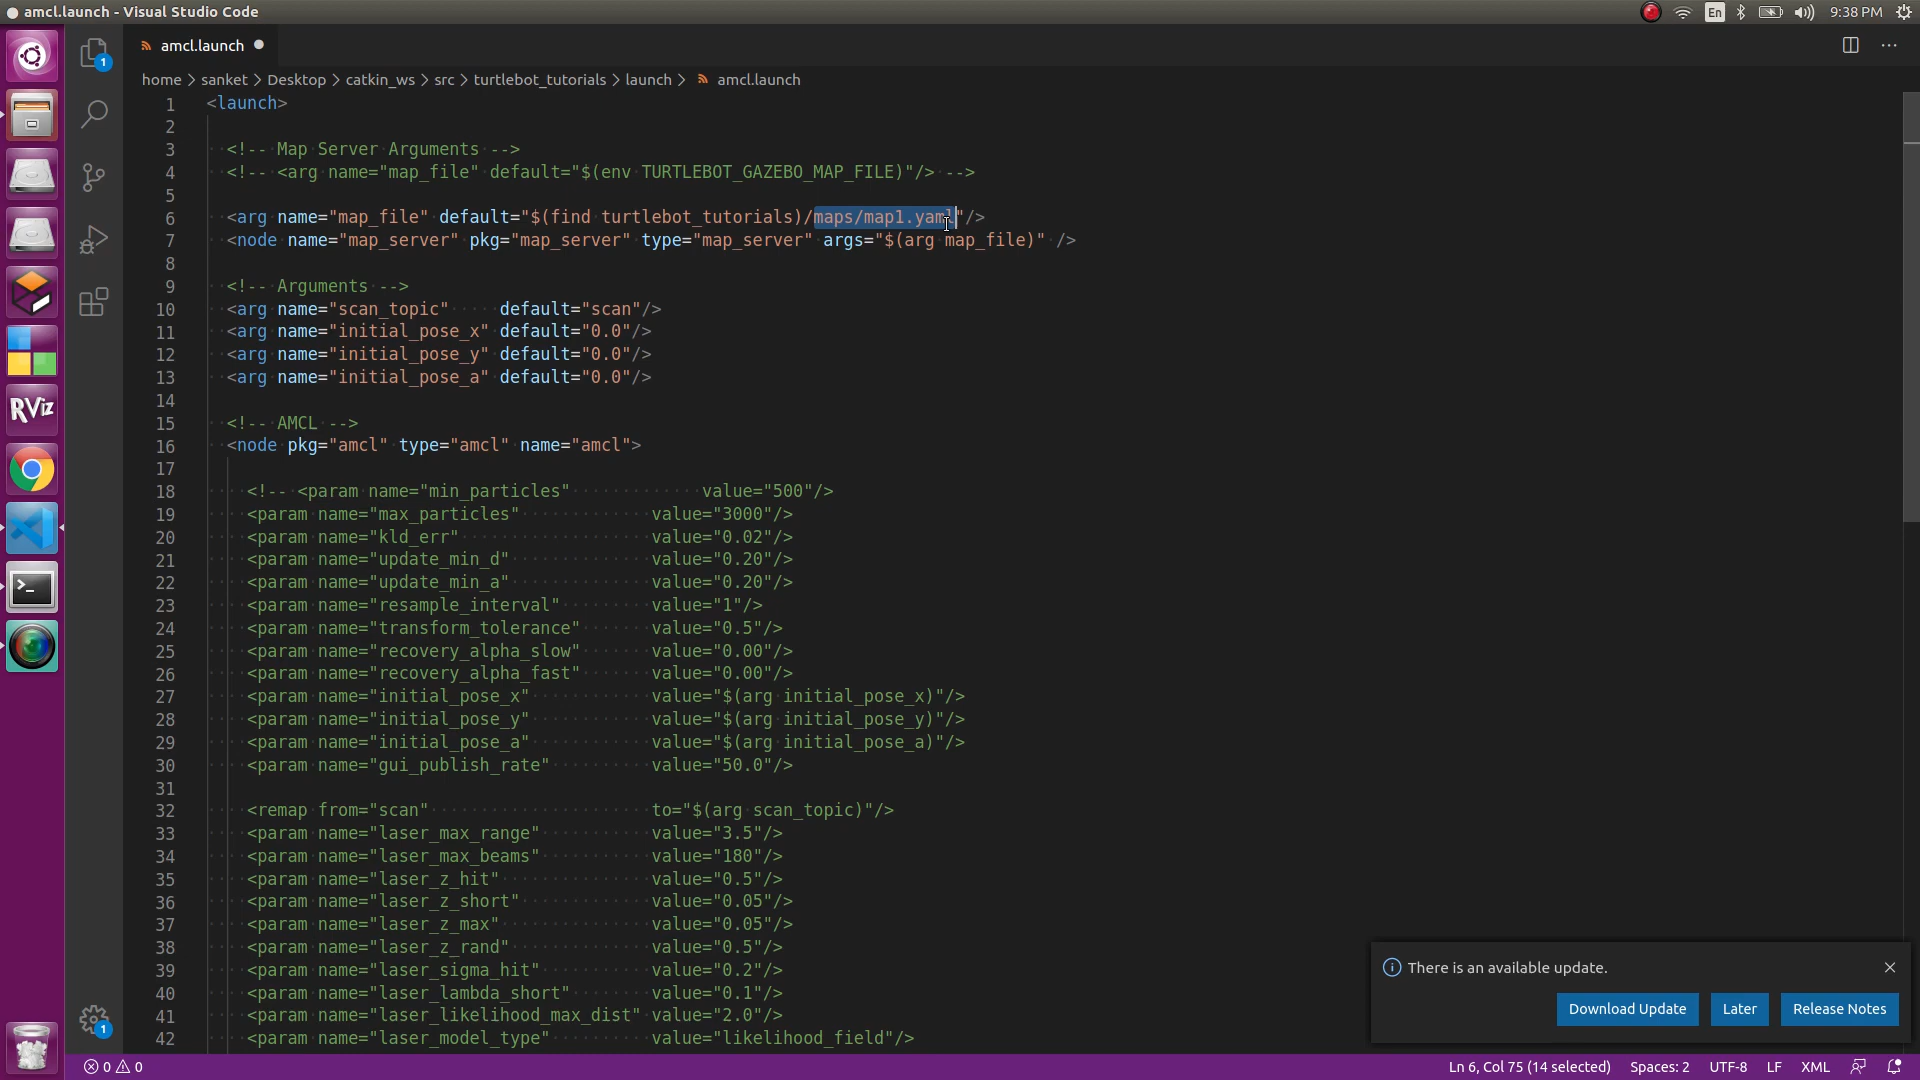 amcl.launch - Visual Studio Code
En
9:38 PM
amcl.launch
1
home > sanket > Desktop > catkin_ws > src > turtlebot_tutorials > launch > amcl.launch
1 <launch>
2
3 <!-- Map Server Arguments -->
4 <!-- <arg name="map_file" default="$(env TURTLEBOT_GAZEBO_MAP_FILE)"/> -->
5
6 <arg name="map_file" default="$(find turtlebot_tutorials)/maps/map1.yaml"/>
7 <node name="map_server" pkg="map_server" type="map_server" args="$(arg map_file)" />
8
9 <!-- Arguments -->
10 <arg name="scan_topic" default="scan"/>
11 <arg name="initial_pose_x" default="0.0"/>
12 <arg name="initial_pose_y" default="0.0"/>
13 <arg name="initial_pose_a" default="0.0"/>
14
15 <!-- AMCL -->
16 <node pkg="amcl" type="amcl" name="amcl">
17
18 <!-- <param name="min_particles" value="500"/>
19 <param name="max_particles" value="3000"/>
20 <param name="kld_err" value="0.02"/>
21 <param name="update_min_d" value="0.20"/>
22 <param name="update_min_a" value="0.20"/>
23 <param name="resample_interval" value="1"/>
24 <param name="transform_tolerance" value="0.5"/>
25 <param name="recovery_alpha_slow" value="0.00"/>
26 <param name="recovery_alpha_fast" value="0.00"/>
27 <param name="initial_pose_x" value="$(arg initial_pose_x)"/>
28 <param name="initial_pose_y" value="$(arg initial_pose_y)"/>
29 <param name="initial_pose_a" value="$(arg initial_pose_a)"/>
30 <param name="gui_publish_rate" value="50.0"/>
31
32 <remap from="scan" to="$(arg scan_topic)"/>
33 <param name="laser_max_range" value="3.5"/>
34 <param name="laser_max_beams" value="180"/>
35 <param name="laser_z_hit" value="0.5"/>
36 <param name="laser_z_short" value="0.05"/>
37 <param name="laser_z_max" value="0.05"/>
38 <param name="laser_z_rand" value="0.5"/>
39 <param name="laser_sigma_hit" value="0.2"/>
40 <param name="laser_lambda_short" value="0.1"/>
41 <param name="laser_likelihood_max_dist" value="2.0"/>
42 <param name="laser_model_type" value="likelihood_field"/>
RViz
1
There is an available update.
Download Update
Later
Release Notes
0 0
Ln 6, Col 75 (14 selected)
Spaces: 2
UTF-8
LF
XML